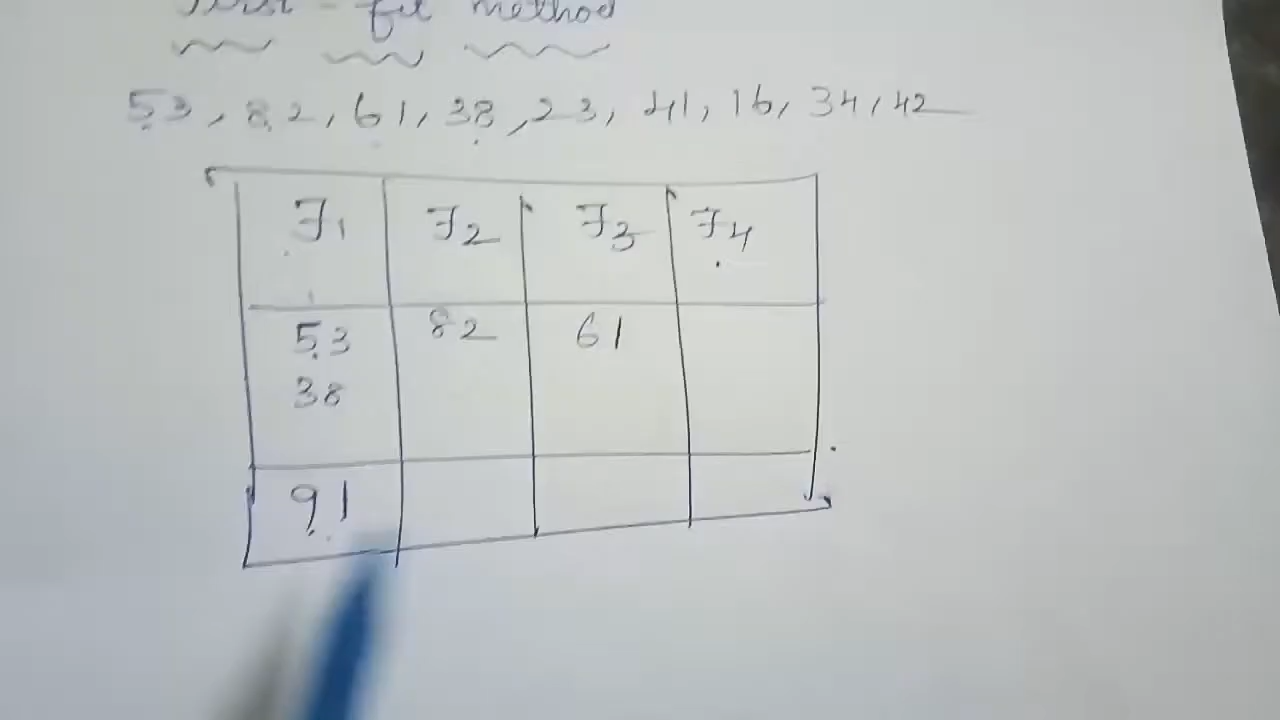 fit method
53, 82, 61, 38, 23, 41, 16, 34, 42
F1 F2 F3 F4
53 82 61
38
91